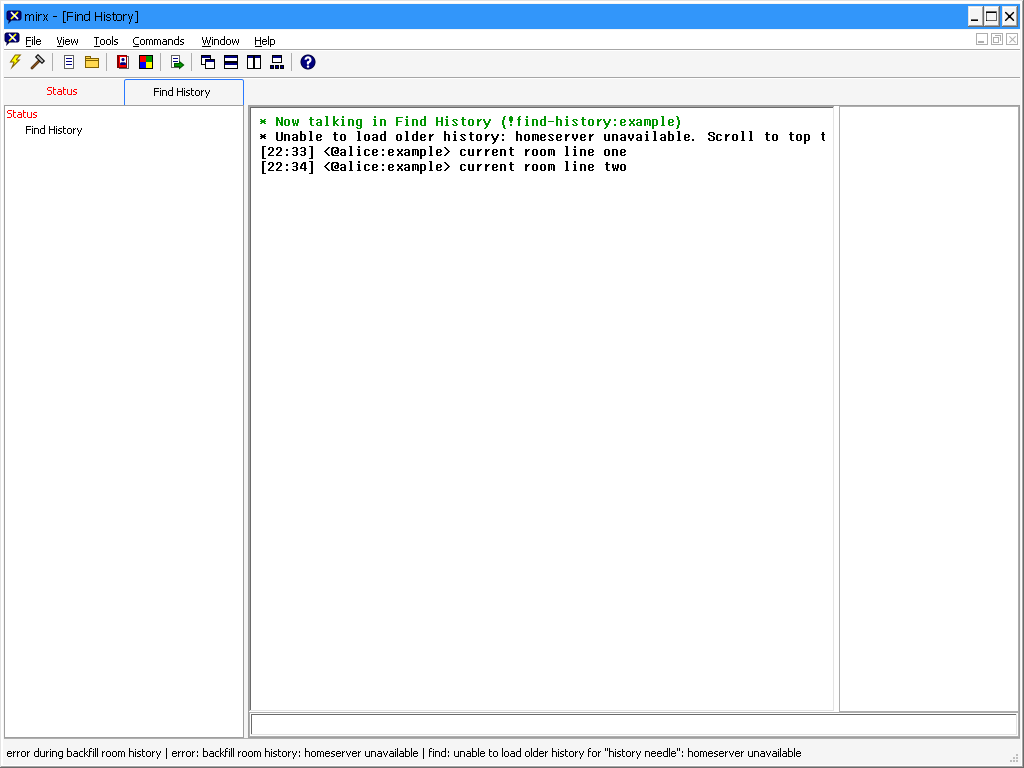 mirx - [Find History]
File View Tools Commands Window Help
Status Find History
Status
Find History
* Now talking in Find History (!find-history:example)
* Unable to load older history: homeserver unavailable. Scroll to top t
[22:33] <@alice:example> current room line one
[22:34] <@alice:example> current room line two
error during backfill room history | error: backfill room history: homeserver unavailable | find: unable to load older history for "history needle": homeserver unavailable